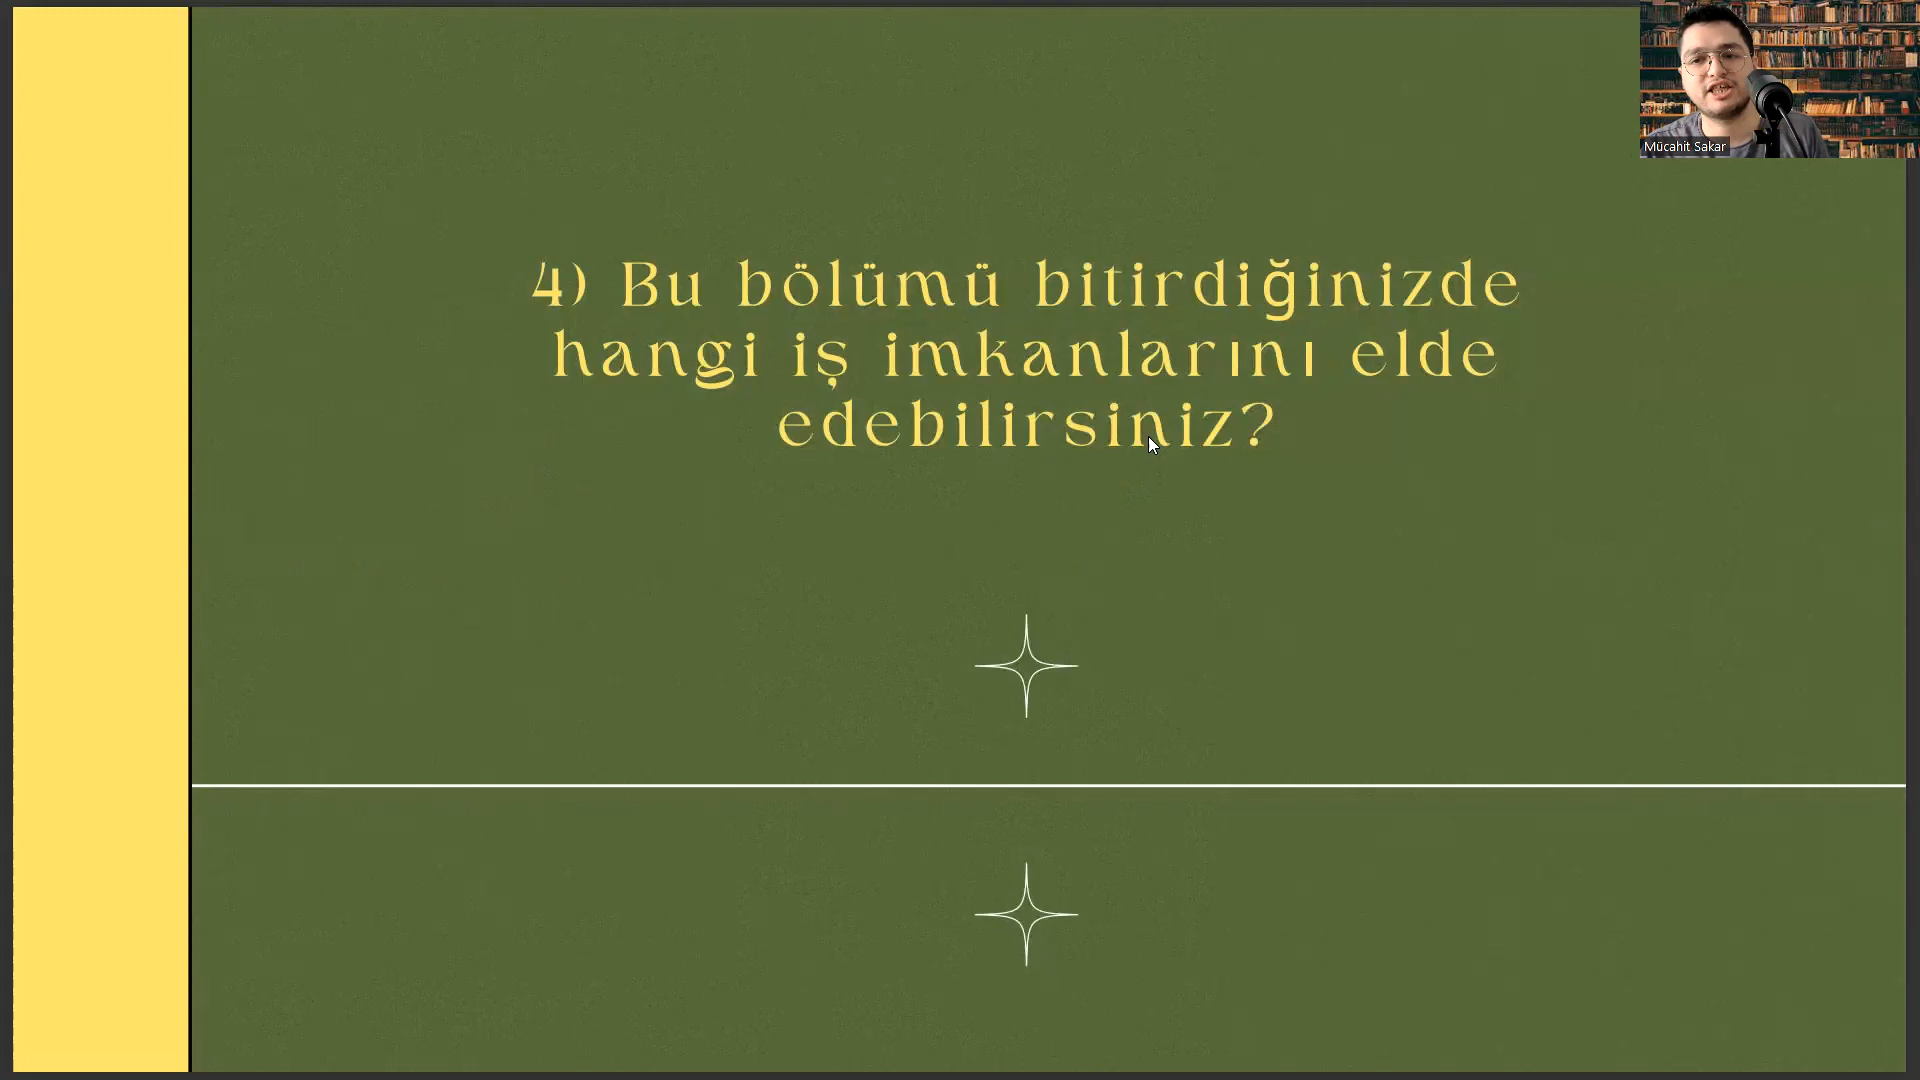 Mücahit Sakar
4) Bu bölümü bitirdiğinizde
hangi iş imkanlarını elde
edebilirsiniz?